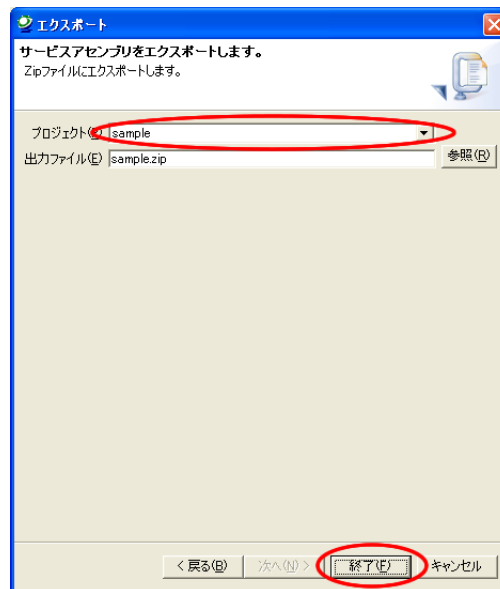 エクスポート
サービスアセンブリをエクスポートします。
Zipファイルにエクスポートします。
プロジェクト(P) sample
出力ファイル(E) sample.zip 参照(R)
< 戻る(B) 次へ(N) > 終了(F) キャンセル